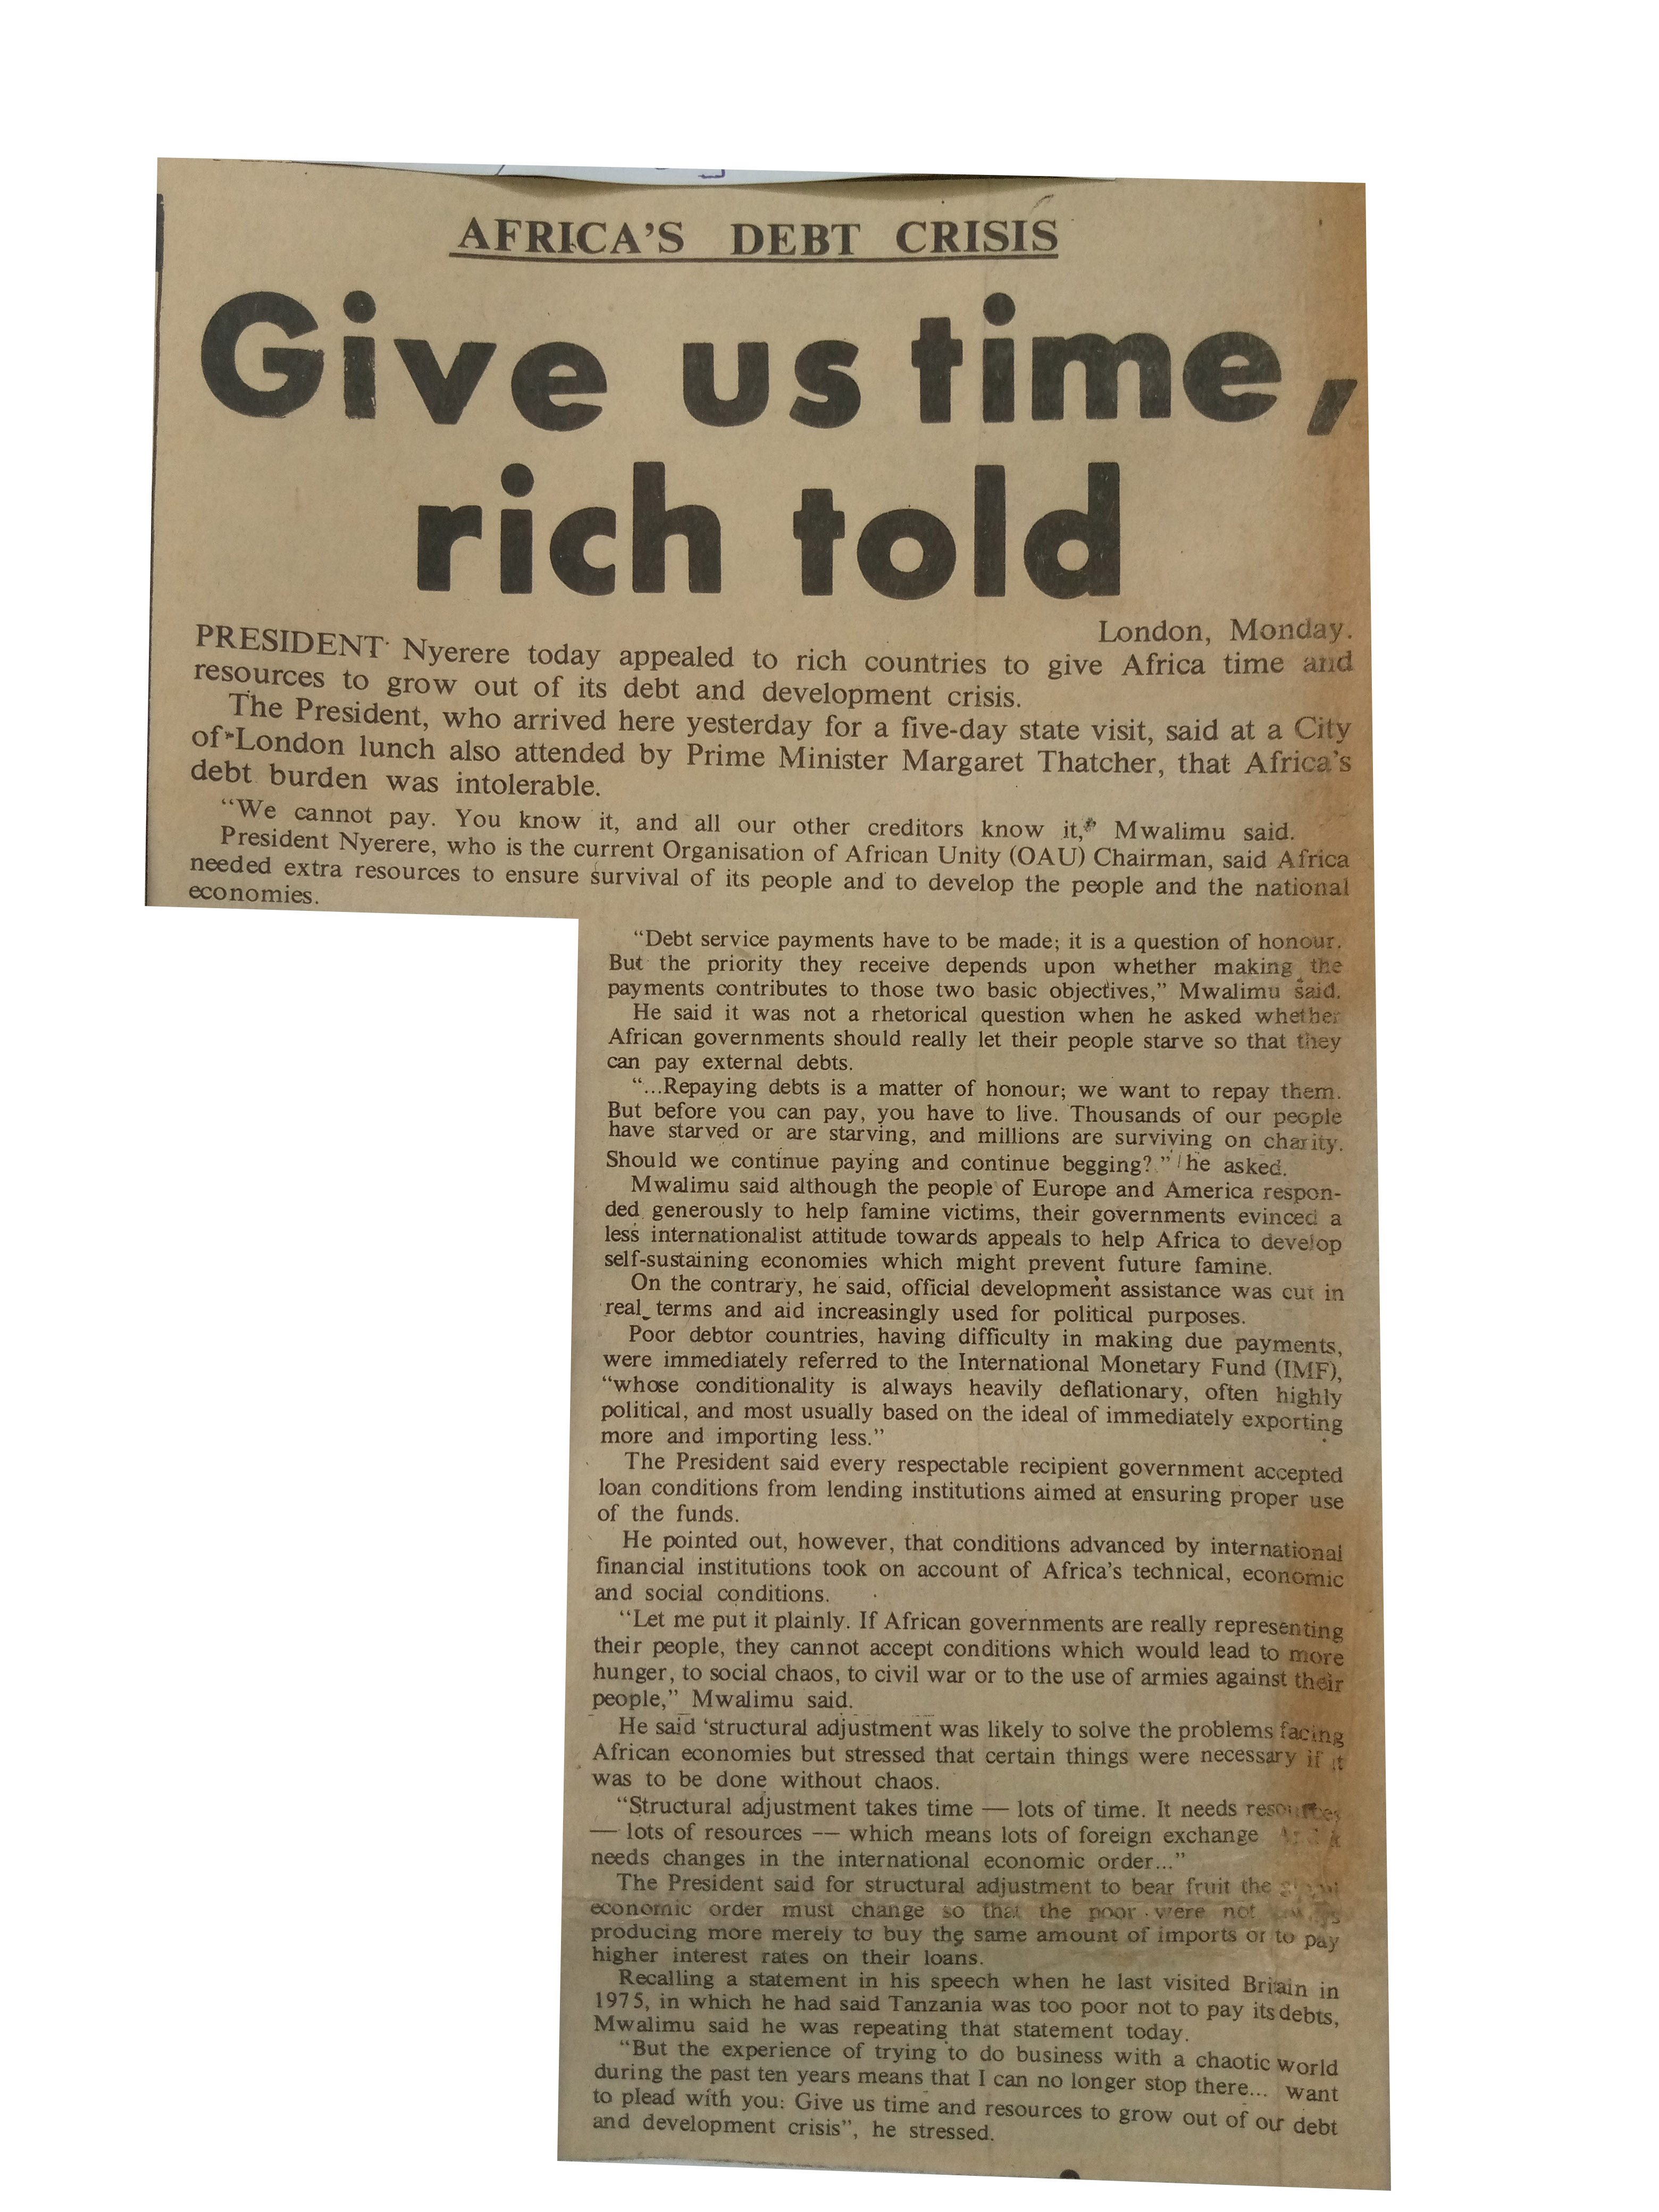 AFRICA'S DEBT CRISIS
Give us time,
rich told
London, Monday.
PRESIDENT Nyerere today appealed to rich countries to give Africa time and
resources to grow out of its debt and development crisis.
The President, who arrived here yesterday for a five-day state visit, said at a City
of London lunch also attended by Prime Minister Margaret Thatcher, that Africa's
debt burden was intolerable.
“We cannot pay. You know it, and all our other creditors know it,” Mwalimu said.
President Nyerere, who is the current Organisation of African Unity (OAU) Chairman, said Africa
needed extra resources to ensure survival of its people and to develop the people and the national
economies.
“Debt service payments have to be made; it is a question of honour.
But the priority they receive depends upon whether making the
payments contributes to those two basic objectives,” Mwalimu said.
He said it was not a rhetorical question when he asked whether
African governments should really let their people starve so that they
can pay external debts.
“...Repaying debts is a matter of honour; we want to repay them.
But before you can pay, you have to live. Thousands of our people
have starved or are starving, and millions are surviving on charity.
Should we continue paying and continue begging?” he asked.
Mwalimu said although the people of Europe and America respon-
ded generously to help famine victims, their governments evinced a
less internationalist attitude towards appeals to help Africa to develop
self-sustaining economies which might prevent future famine.
On the contrary, he said, official development assistance was cut in
real terms and aid increasingly used for political purposes.
Poor debtor countries, having difficulty in making due payments,
were immediately referred to the International Monetary Fund (IMF),
“whose conditionality is always heavily deflationary, often highly
political, and most usually based on the ideal of immediately exporting
more and importing less.”
The President said every respectable recipient government accepted
loan conditions from lending institutions aimed at ensuring proper use
of the funds.
He pointed out, however, that conditions advanced by international
financial institutions took on account of Africa's technical, economic
and social conditions.
“Let me put it plainly. If African governments are really representing
their people, they cannot accept conditions which would lead to more
hunger, to social chaos, to civil war or to the use of armies against their
people,” Mwalimu said.
He said ‘structural adjustment was likely to solve the problems facing
African economies but stressed that certain things were necessary if it
was to be done without chaos.
“Structural adjustment takes time — lots of time. It needs resources
— lots of resources — which means lots of foreign exchange
needs changes in the international economic order...”
The President said for structural adjustment to bear fruit the
economic order must change so that the poor were not
producing more merely to buy the same amount of imports or to pay
higher interest rates on their loans.
Recalling a statement in his speech when he last visited Britain in
1975, in which he had said Tanzania was too poor not to pay its debts,
Mwalimu said he was repeating that statement today.
“But the experience of trying to do business with a chaotic world
during the past ten years means that I can no longer stop there... want
to plead with you: Give us time and resources to grow out of our debt
and development crisis”, he stressed.